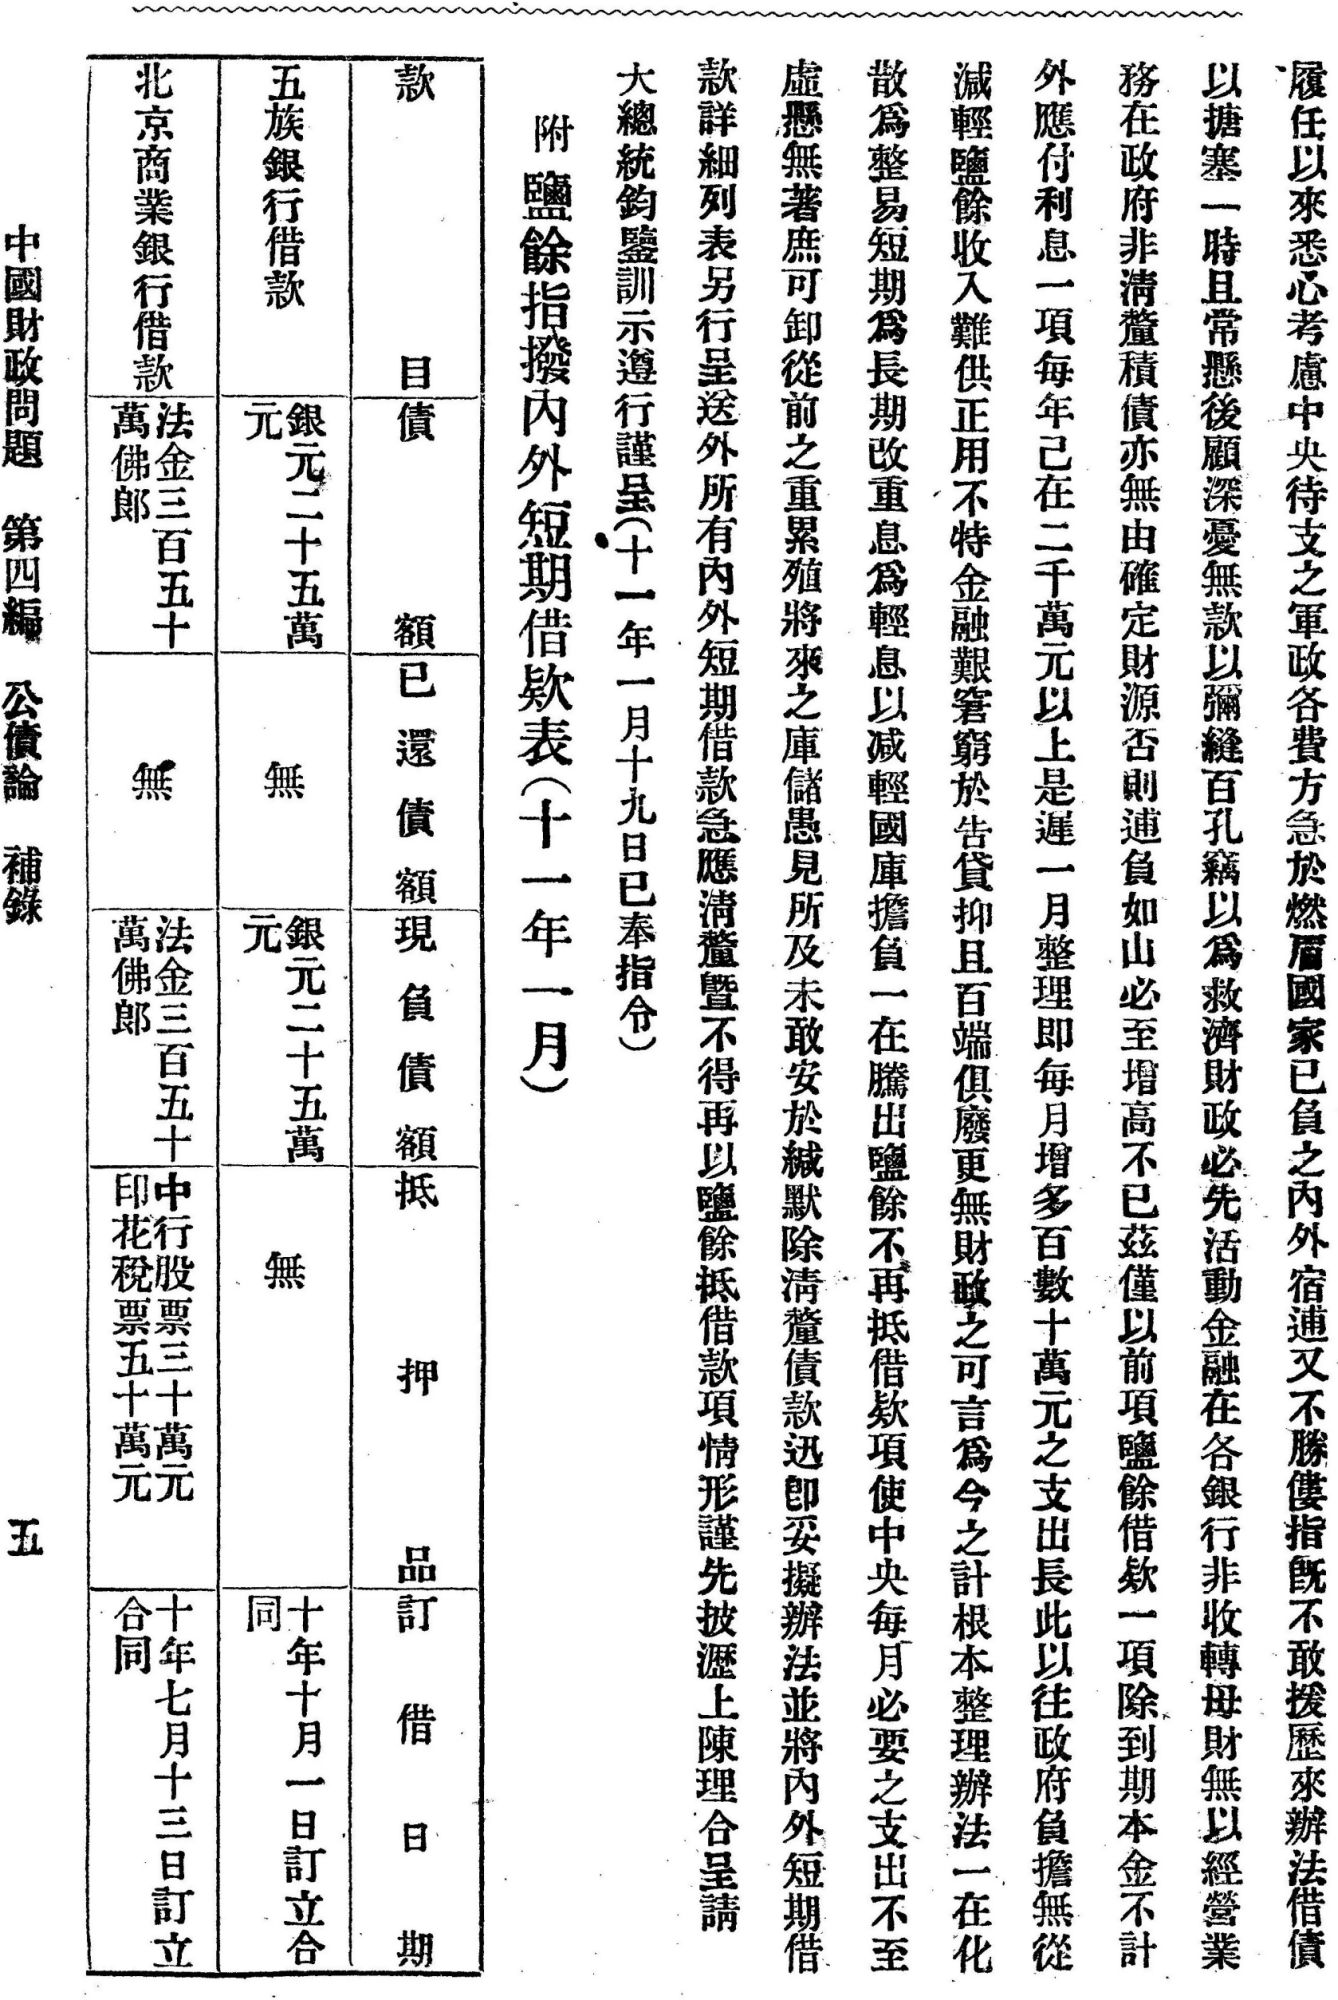 履任以來悉心考慮中央待支之軍政各費方急於燃眉國家已負之內外宿逋又不勝僂指旣不敢援歷來辦法借債
以搪塞一時且常懸後顧深憂無款以彌縫百孔竊以爲救濟財政必先活動金融在各銀行非收轉母財無以經營業
務在政府非淸釐積債亦無由確定財源否則逋負如山必至增高不已茲僅以前項鹽餘借欵一項除到期本金不計
外應付利息一項每年己在二千萬元以上是遲一月整理卽每月增多百數十萬元之支出長此以往政府負擔無從
減輕鹽餘收入難供正用不特金融艱窘窮於告貸抑且百端俱廢更無財政之可言爲今之計根本整理辦法一在化
散爲整易短期爲長期改重息爲輕息以减輕國庫擔負一在騰出鹽餘不再抵借欵項使中央每月必要之支出不至
虛懸無著庶可卸從前之重累殖將來之庫儲愚見所及未敢安於緘默除淸釐債款迅卽妥擬辦法並將內外短期借
款詳細列表另行呈送外所有內外短期借款急應淸釐曁不得再以鹽餘抵借款項情形謹先披瀝上陳理合呈請
大總統鈞鑒訓示遵行謹呈（十一年一月十九日已奉指令）
附 鹽餘指撥內外短期借欵表（十一年一月）
款目 債額 已還債額 現負債額 抵押品 訂借日期
五族銀行借款 銀元二十五萬元 無 銀元二十五萬元 無 十年十月一日訂立合同
北京商業銀行借款 法金三百五十萬佛郞 無 法金三百五十萬佛郞 中行股票三十萬元印花稅票五十萬元 十年七月十三日訂立合同
中國財政問題 第四編 公債論 補錄 五